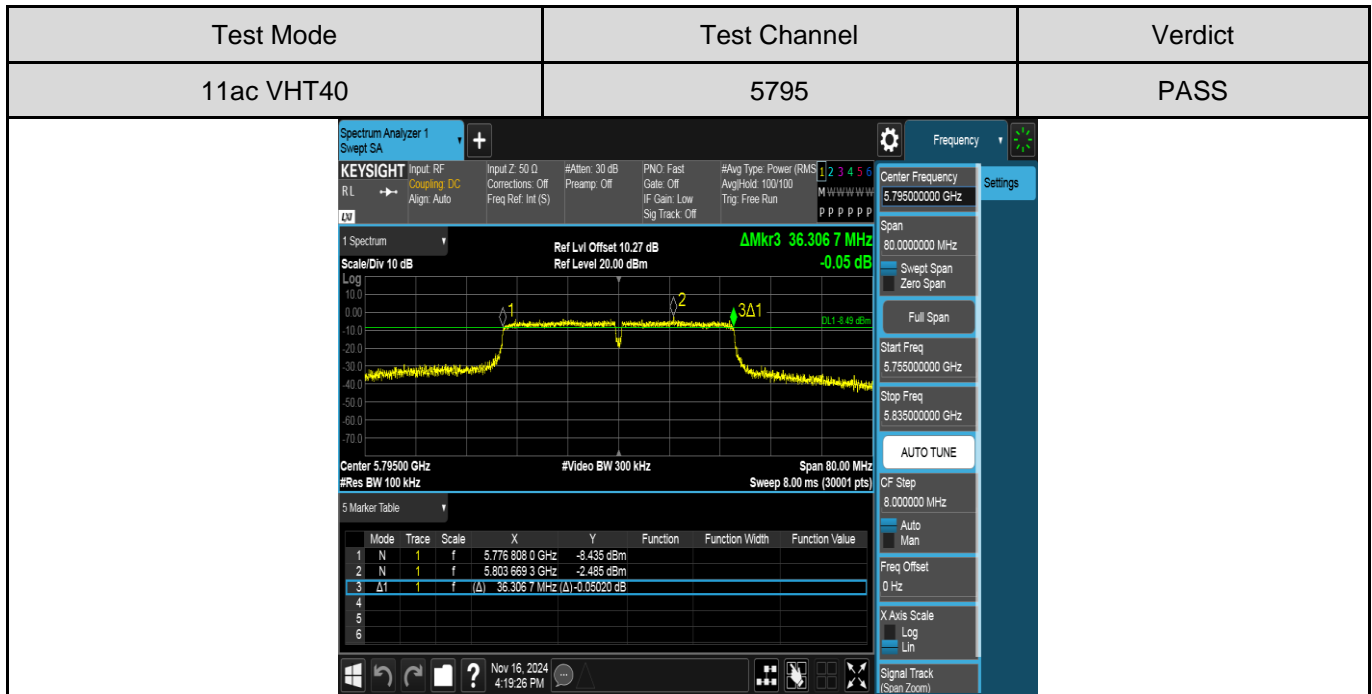 Test Mode Test Channel Verdict
11ac VHT40 5795 PASS
Spectrum Analyzer 1
Swept SA
+
Frequency
KEYSIGHT Input: RF Input Z: 50 Ω #Atten: 30 dB PNO: Fast #Avg Type: Power (RMS 1 2 3 4 5 6
RL Coupling: DC Corrections: Off Preamp: Off Gate: Off Avg|Hold: 100/100 M W W W W W
Align: Auto Freq Ref: Int (S) IF Gain: Low Trig: Free Run
LXI Sig Track: Off P P P P P P
1 Spectrum
Ref Lvl Offset 10.27 dB ΔMkr3 36.306 7 MHz
Scale/Div 10 dB Ref Level 20.00 dBm -0.05 dB
Log
10.0
0.00
-10.0
-20.0
-30.0
-40.0
-50.0
-60.0
-70.0
1
2
3Δ1
DL1 -8.49 dBm
Center 5.79500 GHz #Video BW 300 kHz Span 80.00 MHz
#Res BW 100 kHz Sweep 8.00 ms (30001 pts)
5 Marker Table
Mode Trace Scale X Y Function Function Width Function Value
1 N 1 f 5.776 808 0 GHz -8.435 dBm
2 N 1 f 5.803 669 3 GHz -2.485 dBm
3 Δ1 1 f (Δ) 36.306 7 MHz (Δ) -0.05020 dB
4
5
6
?
Nov 16, 2024
4:19:26 PM
Center Frequency
5.795000000 GHz
Settings
Span
80.0000000 MHz
Swept Span
Zero Span
Full Span
Start Freq
5.755000000 GHz
Stop Freq
5.835000000 GHz
AUTO TUNE
CF Step
8.000000 MHz
Auto
Man
Freq Offset
0 Hz
X Axis Scale
Log
Lin
Signal Track
(Span Zoom)